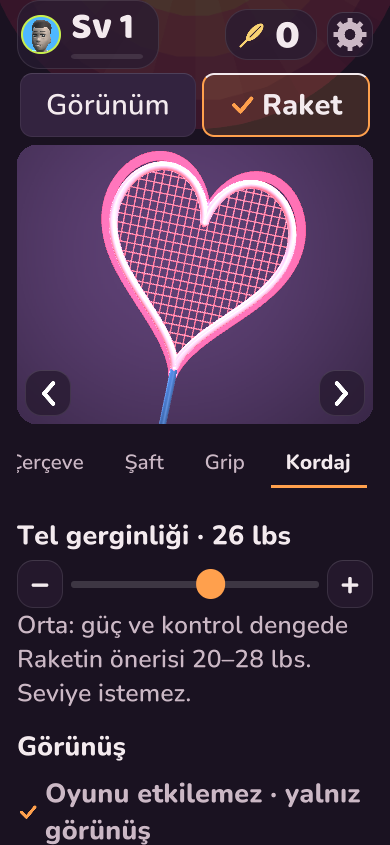 Sv 1
0
Görünüm
Raket
Çerçeve Şaft Grip Kordaj
Tel gerginliği · 26 lbs
Orta: güç ve kontrol dengede
Raketin önerisi 20–28 lbs.
Seviye istemez.
Görünüş
Oyunu etkilemez · yalnız
görünüş